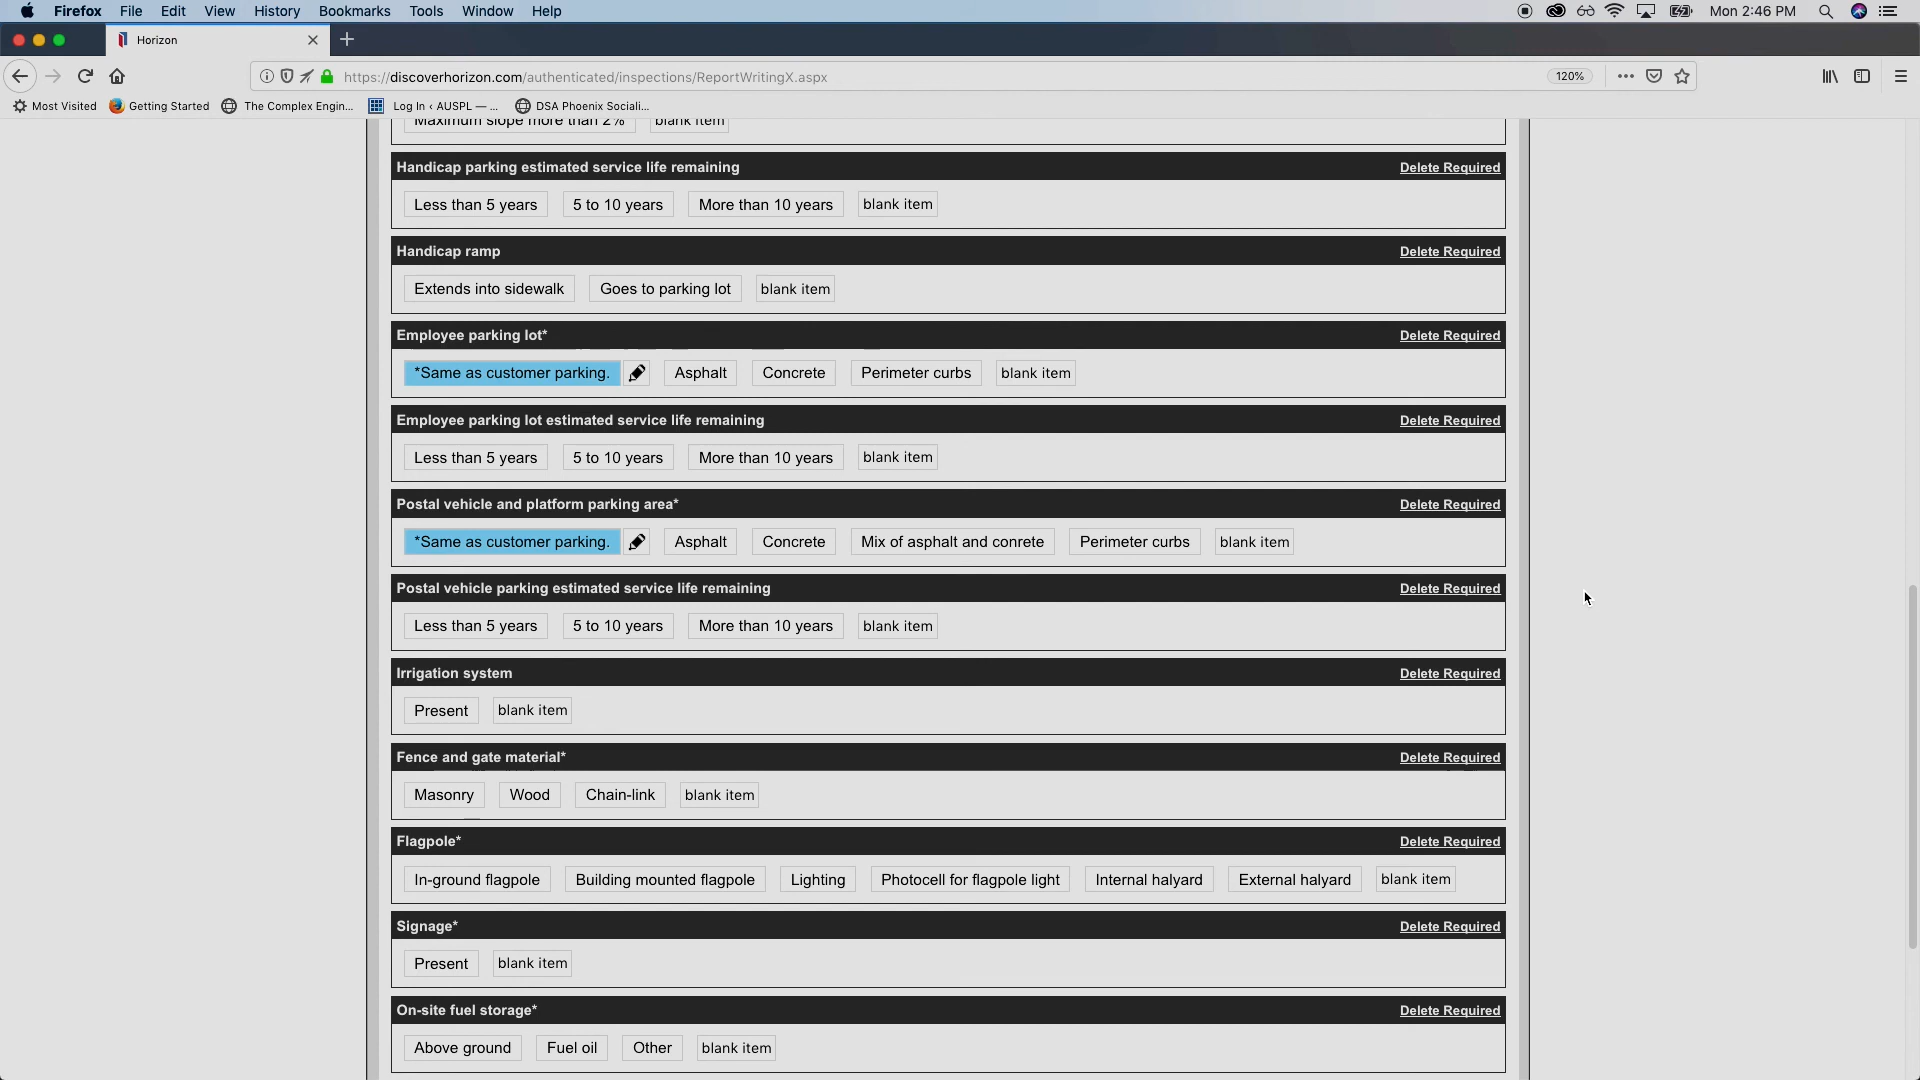 Firefox File Edit View History Bookmarks Tools Window Help Mon 2:46 PM
Horizon
https://discoverhorizon.com/authenticated/inspections/ReportWritingX.aspx 120%
Most Visited Getting Started The Complex Engin... Log In ‹ AUSPL — ... DSA Phoenix Sociali...
Maximum slope more than 2% blank item
Handicap parking estimated service life remaining Delete Required
Less than 5 years 5 to 10 years More than 10 years blank item
Handicap ramp Delete Required
Extends into sidewalk Goes to parking lot blank item
Employee parking lot* Delete Required
*Same as customer parking. Asphalt Concrete Perimeter curbs blank item
Employee parking lot estimated service life remaining Delete Required
Less than 5 years 5 to 10 years More than 10 years blank item
Postal vehicle and platform parking area* Delete Required
*Same as customer parking. Asphalt Concrete Mix of asphalt and conrete Perimeter curbs blank item
Postal vehicle parking estimated service life remaining Delete Required
Less than 5 years 5 to 10 years More than 10 years blank item
Irrigation system Delete Required
Present blank item
Fence and gate material* Delete Required
Masonry Wood Chain-link blank item
Flagpole* Delete Required
In-ground flagpole Building mounted flagpole Lighting Photocell for flagpole light Internal halyard External halyard blank item
Signage* Delete Required
Present blank item
On-site fuel storage* Delete Required
Above ground Fuel oil Other blank item